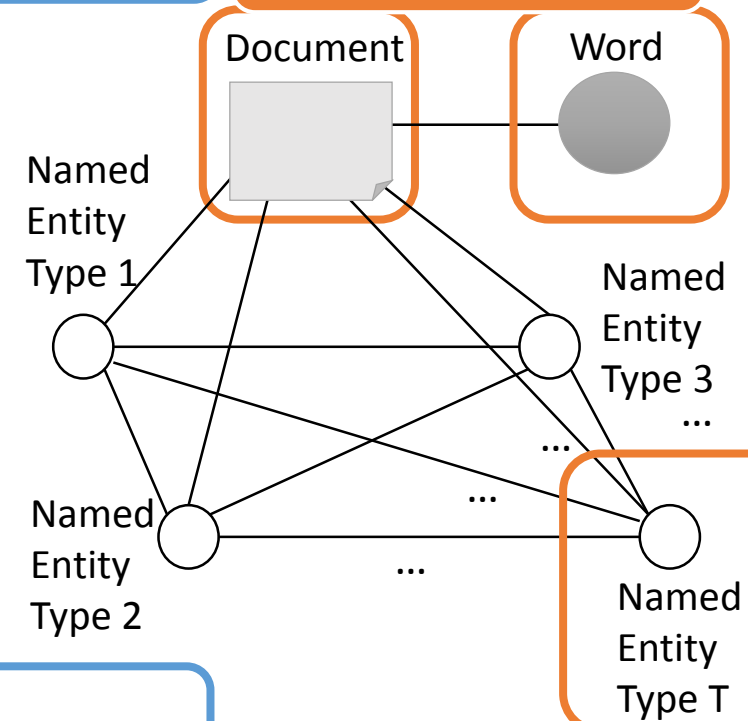 Document
Word
Named
Entity
Type 1
Named
Entity
Type 3
...
...
...
Named
Entity
Type 2
...
Named
Entity
Type T